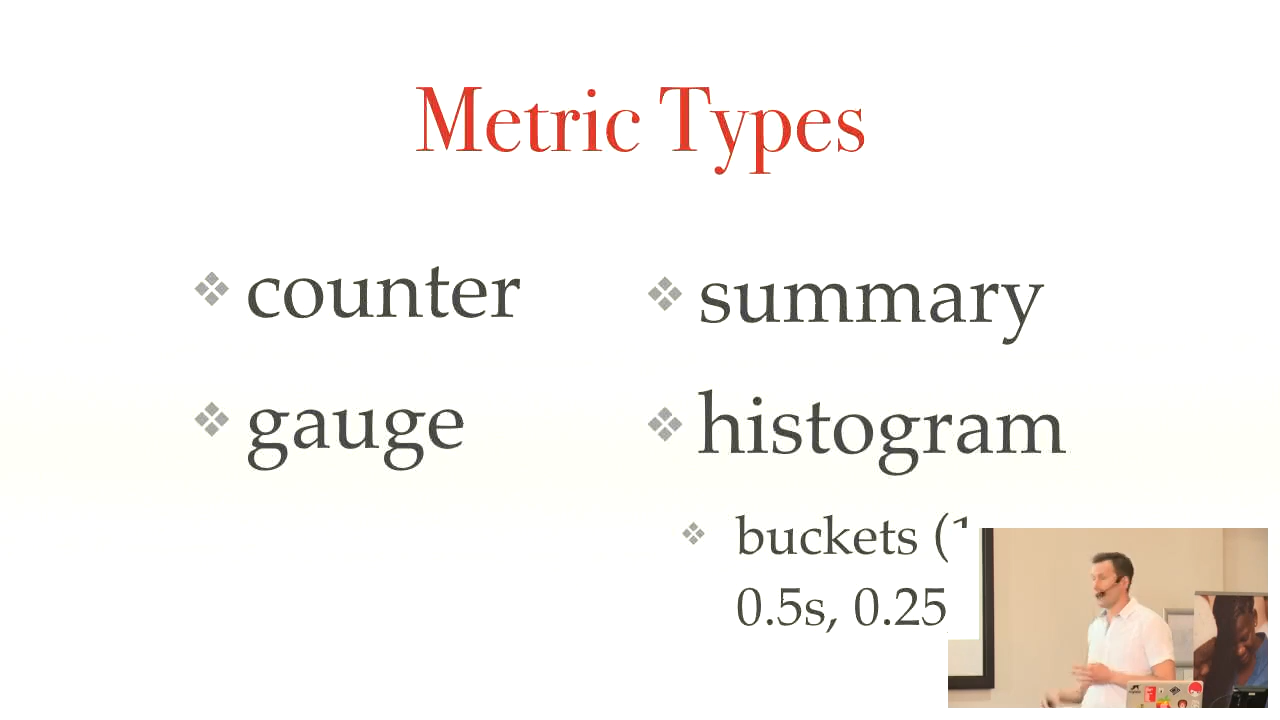 Metric Types
counter
gauge
summary
histogram
buckets (
0.5s, 0.25